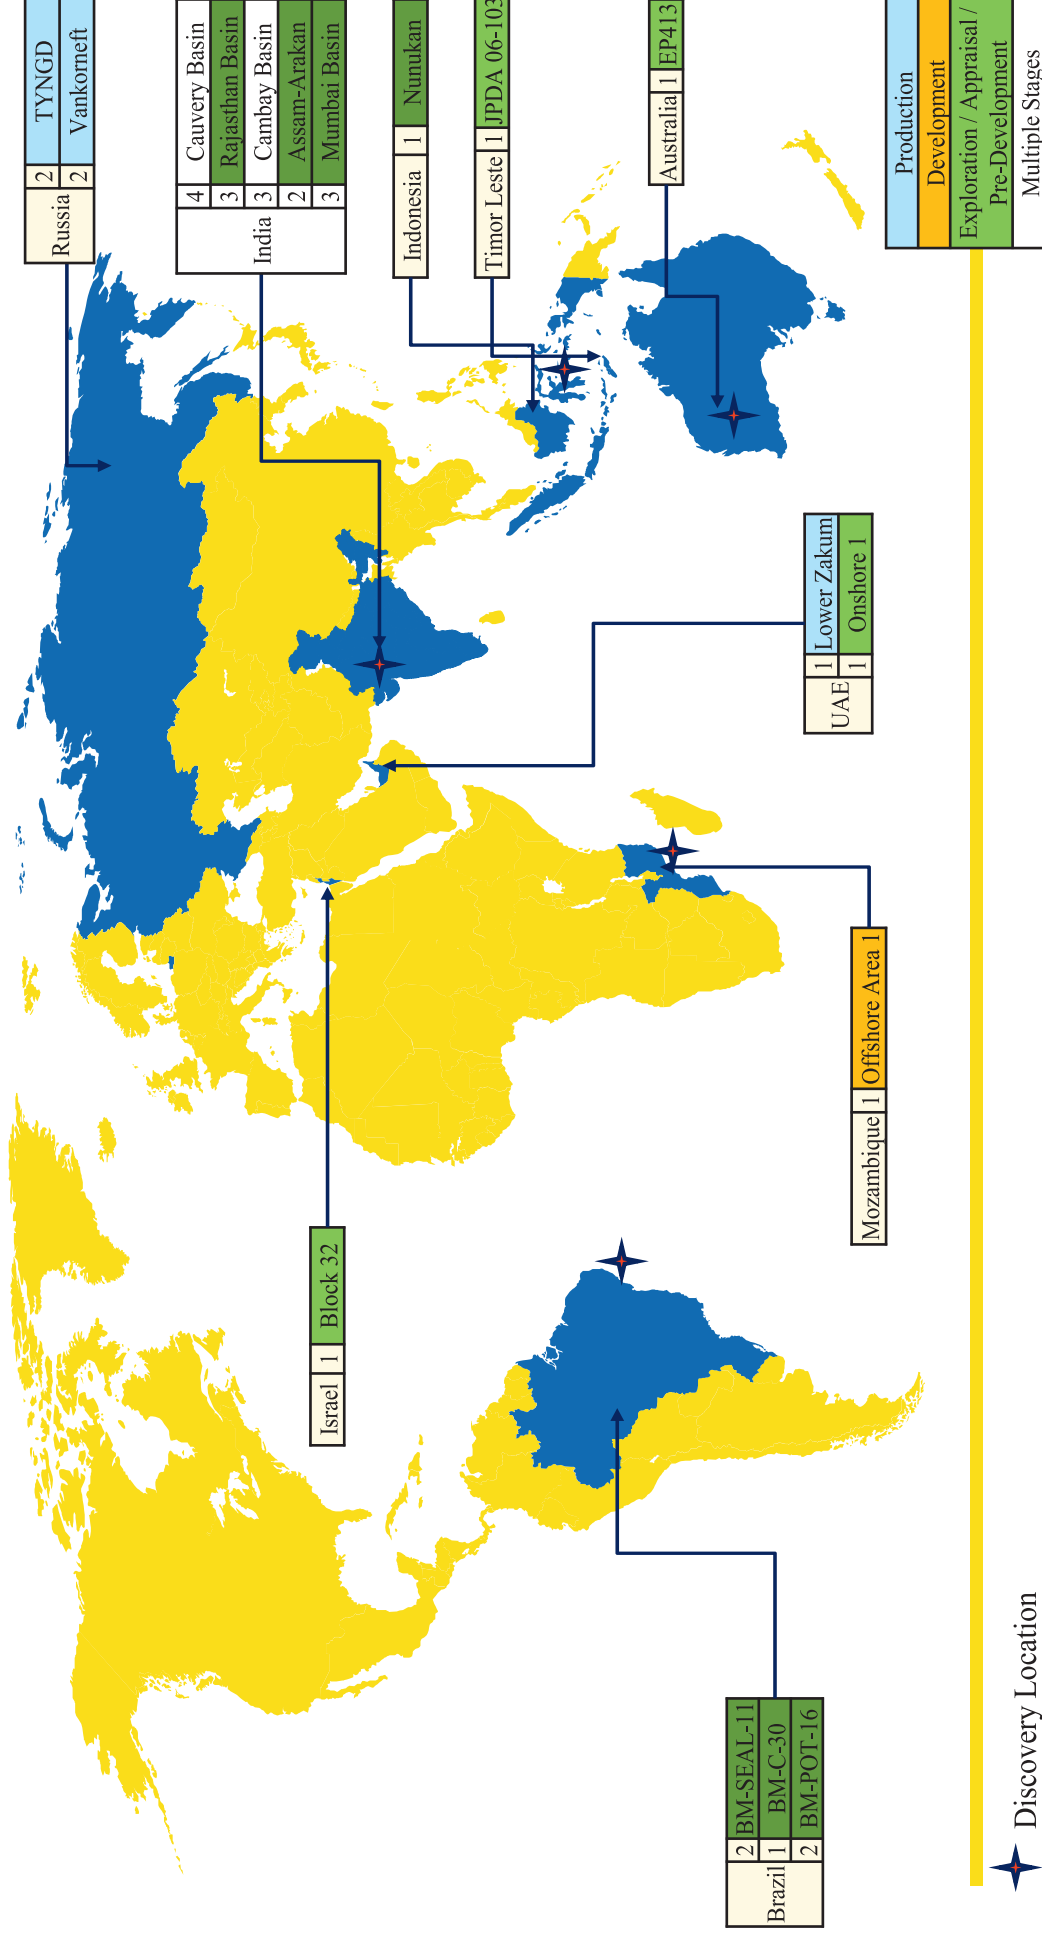 Russia
2 TYNGD
2 Vankorneft
India
4 Cauvery Basin
3 Rajasthan Basin
3 Cambay Basin
2 Assam-Arakan
3 Mumbai Basin
Indonesia 1 Nunukan
Timor Leste 1 JPDA 06-103
Australia 1 EP413
Israel 1 Block 32
UAE
1 Lower Zakum
1 Onshore 1
Mozambique 1 Offshore Area 1
Brazil
2 BM-SEAL-11
1 BM-C-30
2 BM-POT-16
Production
Development
Exploration / Appraisal /
Pre-Development
Multiple Stages
Discovery Location